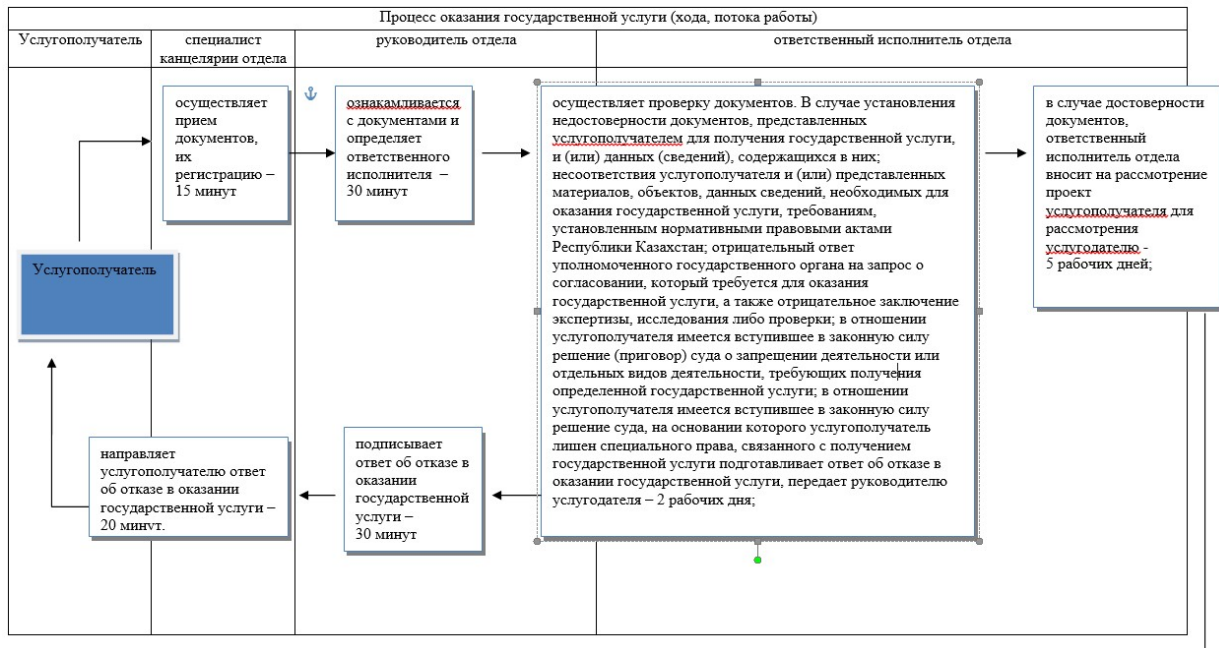 Процесс оказания государственной услуги (хода, потока работы)
Услугополучатель
специалист
канцелярии отдела
руководитель отдела
ответственный исполнитель отдела
осуществляет
прием
документов,
их
регистрацию –
15 минут
ознакамливается
с документами и
определяет
ответственного
исполнителя –
30 минут
осуществляет проверку документов. В случае установления
недостоверности документов, представленных
услугополучателем для получения государственной услуги,
и (или) данных (сведений), содержащихся в них;
несоответствия услугополучателя и (или) представленных
материалов, объектов, данных сведений, необходимых для
оказания государственной услуги, требованиям,
установленным нормативными правовыми актами
Республики Казахстан; отрицательный ответ
уполномоченного государственного органа на запрос о
согласовании, который требуется для оказания
государственной услуги, а также отрицательное заключение
экспертизы, исследования либо проверки; в отношении
услугополучателя имеется вступившее в законную силу
решение (приговор) суда о запрещении деятельности или
отдельных видов деятельности, требующих получения
определенной государственной услуги; в отношении
услугополучателя имеется вступившее в законную силу
решение суда, на основании которого услугополучатель
лишен специального права, связанного с получением
государственной услуги подготавливает ответ об отказе в
оказании государственной услуги, передает руководителю
услугодателя – 2 рабочих дня;
в случае достоверности
документов,
ответственный
исполнитель отдела
вносит на рассмотрение
проект
услугополучателя для
рассмотрения
услугодателю -
5 рабочих дней;
Услугополучатель
направляет
услугополучателю ответ
об отказе в оказании
государственной услуги –
20 минут.
подписывает
ответ об отказе в
оказании
государственной
услуги –
30 минут